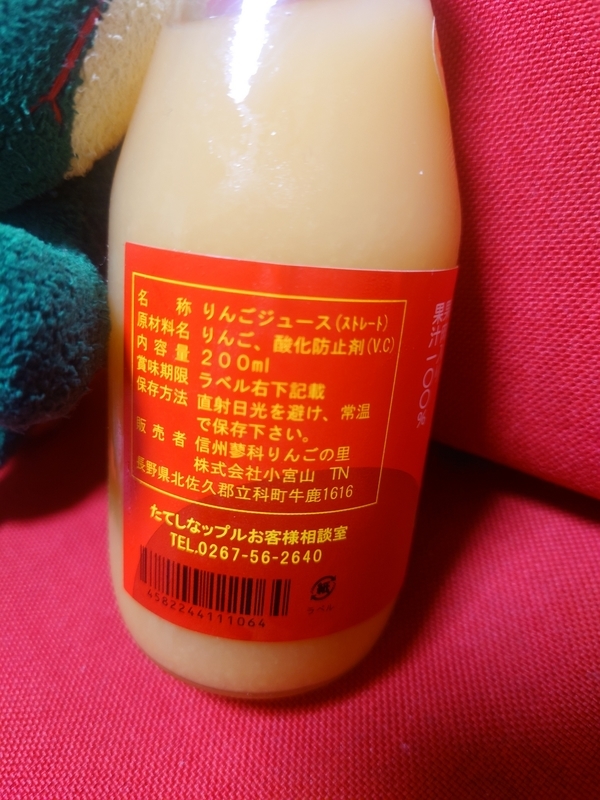 名 称 りんごジュース(ストレート)
原材料名 りんご、酸化防止剤(V.C)
内容量 200ml
賞味期限 ラベル右下記載
保存方法 直射日光を避け、常温
で保存下さい。
販売者 信州蓼科りんごの里
株式会社小宮山 TN
長野県北佐久郡立科町牛鹿1616
たてしなップルお客様相談室
TEL.0267-56-2640
4582244111064
ラベル
果汁100%